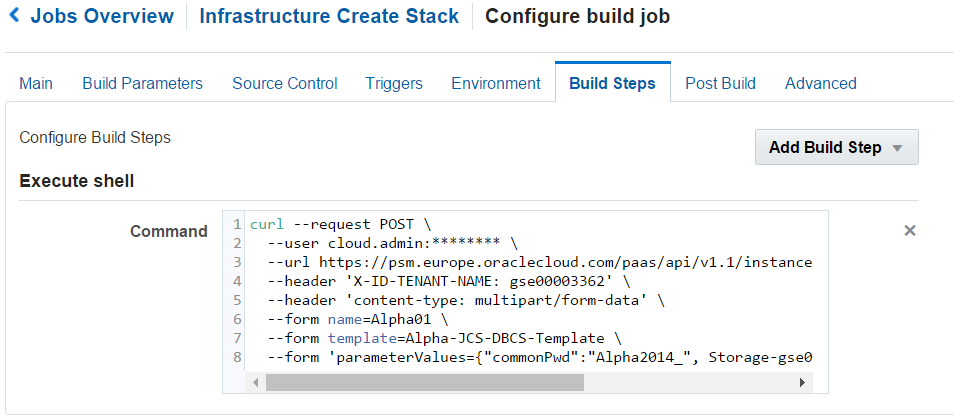 Jobs Overview Infrastructure Create Stack Configure build job
Main Build Parameters Source Control Triggers Environment Build Steps Post Build Advanced
Configure Build Steps
Add Build Step
Execute shell
Command
1 curl --request POST \
2 --user cloud.admin:******** \
3 --url https://psm.europe.oraclecloud.com/paas/api/v1.1/instance
4 --header 'X-ID-TENANT-NAME: gse00003362' \
5 --header 'content-type: multipart/form-data' \
6 --form name=Alpha01 \
7 --form template=Alpha-JCS-DBCS-Template \
8 --form 'parameterValues={"commonPwd":"Alpha2014_", Storage-gse0